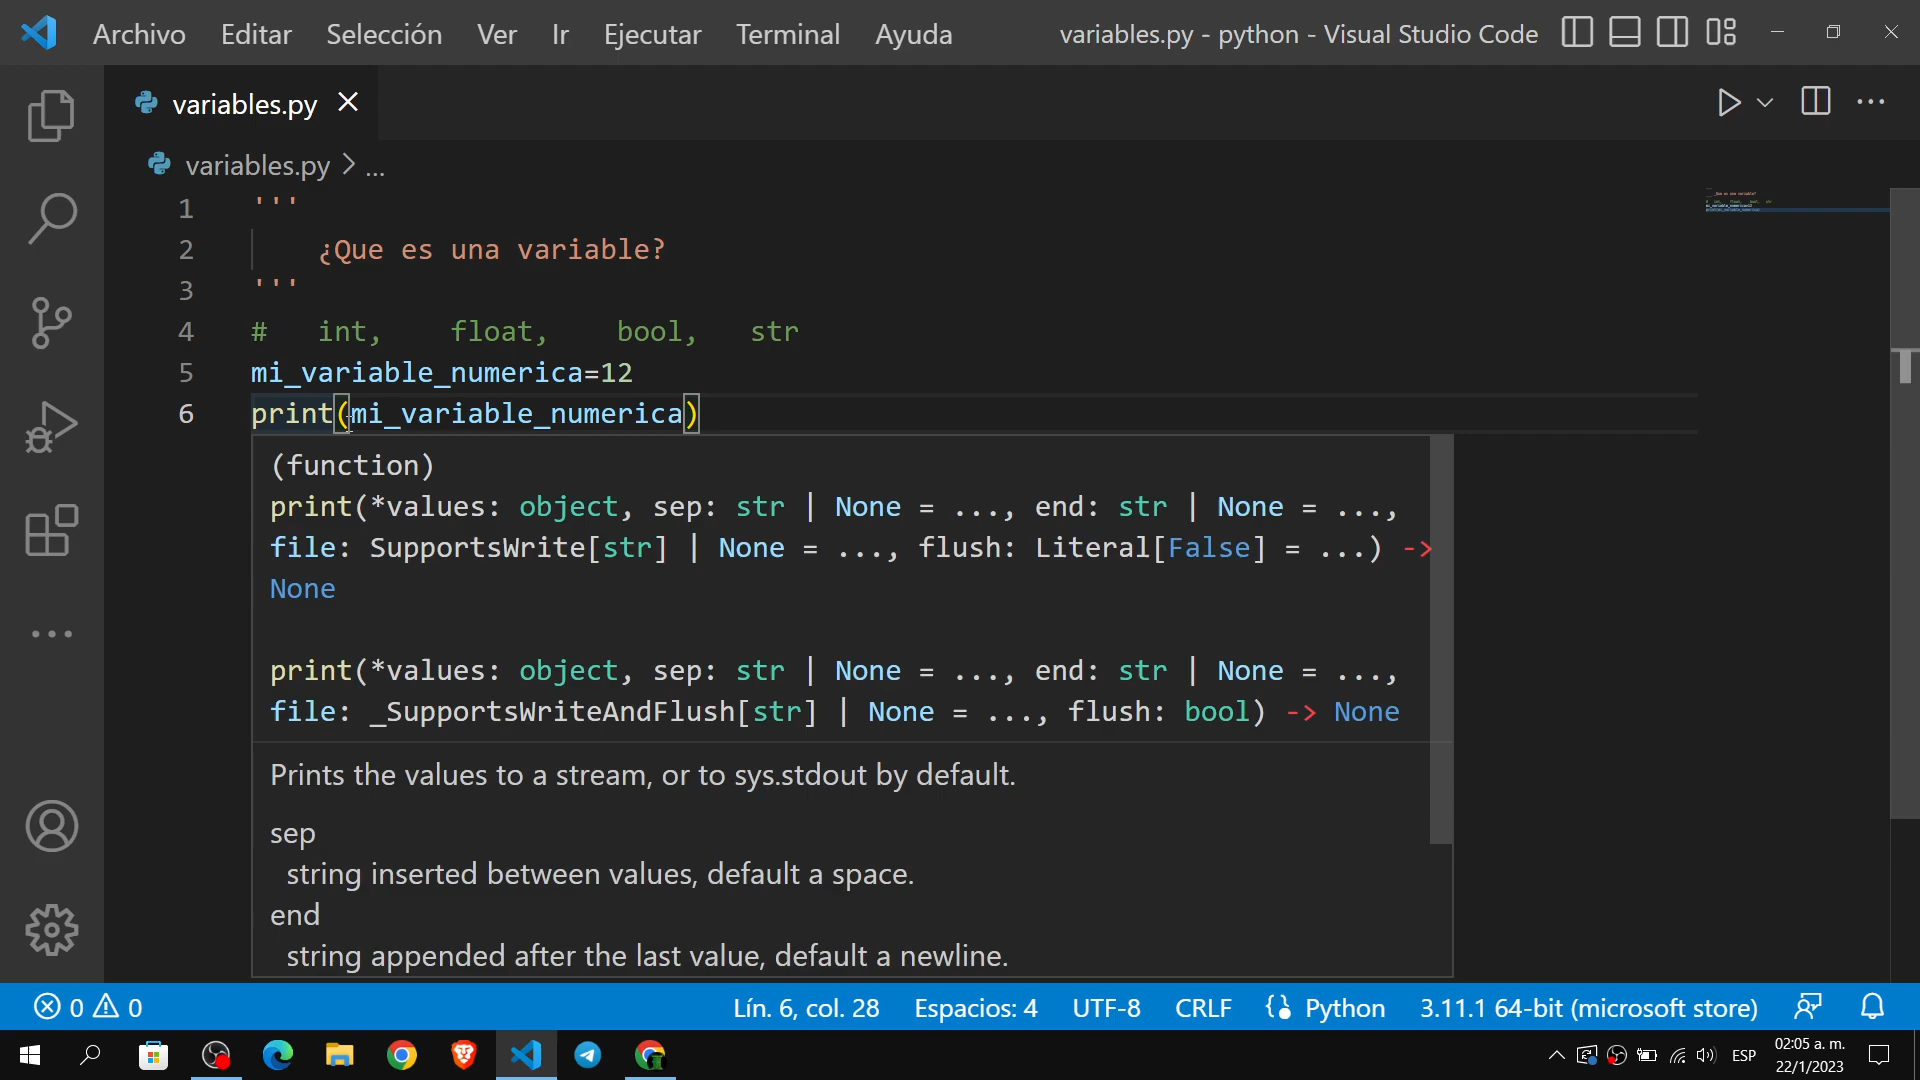 Archivo Editar Selección Ver Ir Ejecutar Terminal Ayuda variables.py - python - Visual Studio Code
variables.py
variables.py > ...
1 '''
2 ¿Que es una variable?
3 '''
4 # int, float, bool, str
5 mi_variable_numerica=12
6 print(mi_variable_numerica)
(function)
print(*values: object, sep: str | None = ..., end: str | None = ...,
file: SupportsWrite[str] | None = ..., flush: Literal[False] = ...) ->
None
print(*values: object, sep: str | None = ..., end: str | None = ...,
file: _SupportsWriteAndFlush[str] | None = ..., flush: bool) -> None
Prints the values to a stream, or to sys.stdout by default.
sep
string inserted between values, default a space.
end
string appended after the last value, default a newline.
0 0 Lín. 6, col. 28 Espacios: 4 UTF-8 CRLF Python 3.11.1 64-bit (microsoft store)
ESP 02:05 a. m.
22/1/2023